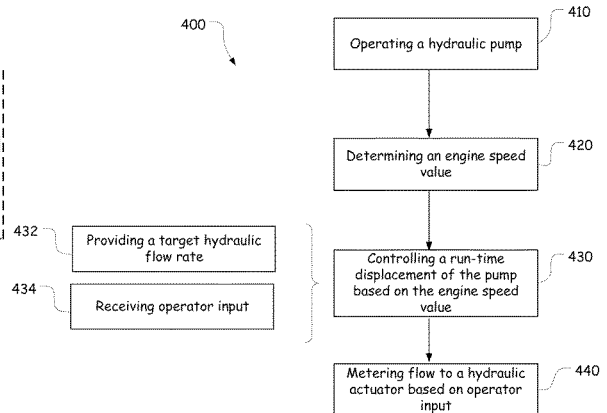 400
410
Operating a hydraulic pump
420
Determining an engine speed
value
432
Providing a target hydraulic
flow rate
430
Controlling a run-time
displacement of the pump
based on the engine speed
value
434
Receiving operator input
440
Metering flow to a hydraulic
actuator based on operator
input